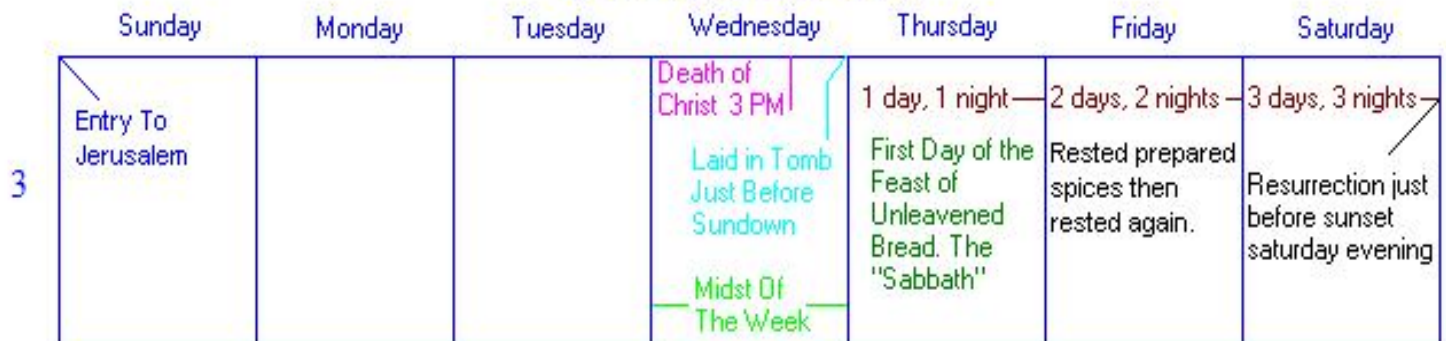 Sunday Monday Tuesday Wednesday Thursday Friday Saturday
3
Entry To
Jerusalem
Death of
Christ 3 PM
Laid in Tomb
Just Before
Sundown
Midst Of
The Week
1 day, 1 night
First Day of the
Feast of
Unleavened
Bread. The
"Sabbath"
2 days, 2 nights
Rested prepared
spices then
rested again.
3 days, 3 nights
Resurrection just
before sunset
saturday evening